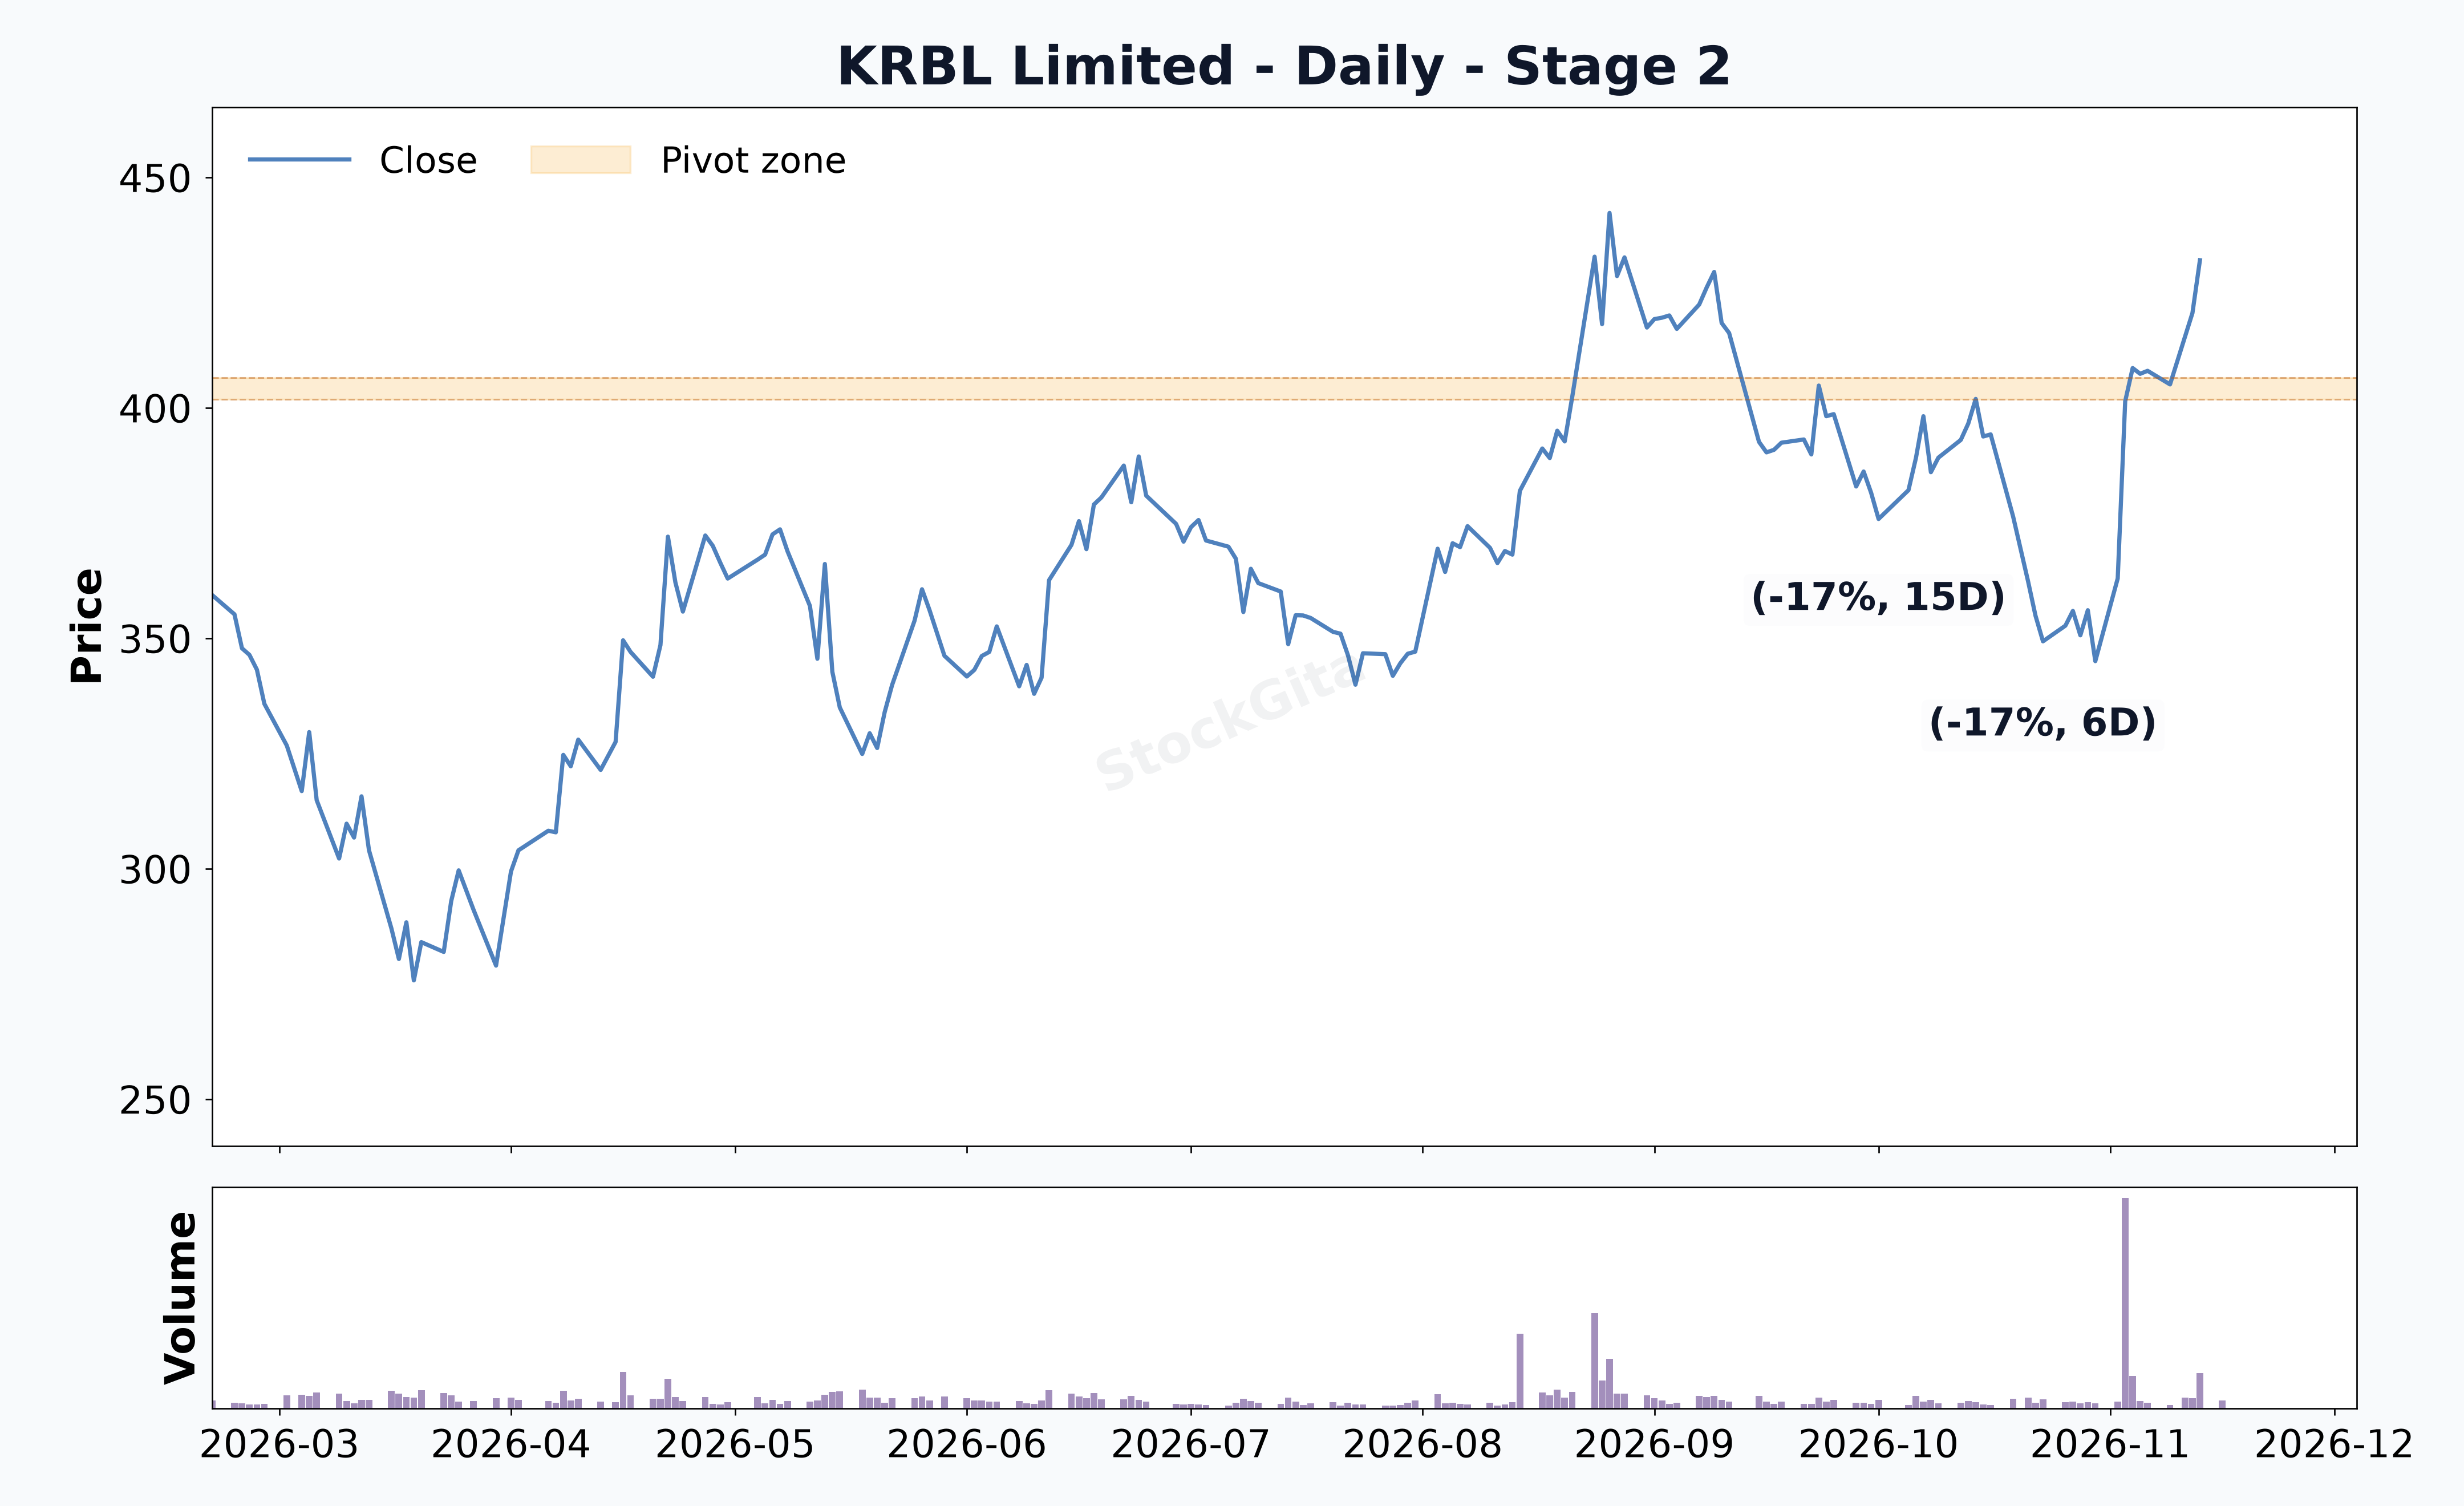 KRBL Limited - Daily - Stage 2
Close
Pivot zone
450
400
350
300
250
Price
(-17%, 15D)
(-17%, 6D)
StockGita
Volume
2026-03
2026-04
2026-05
2026-06
2026-07
2026-08
2026-09
2026-10
2026-11
2026-12